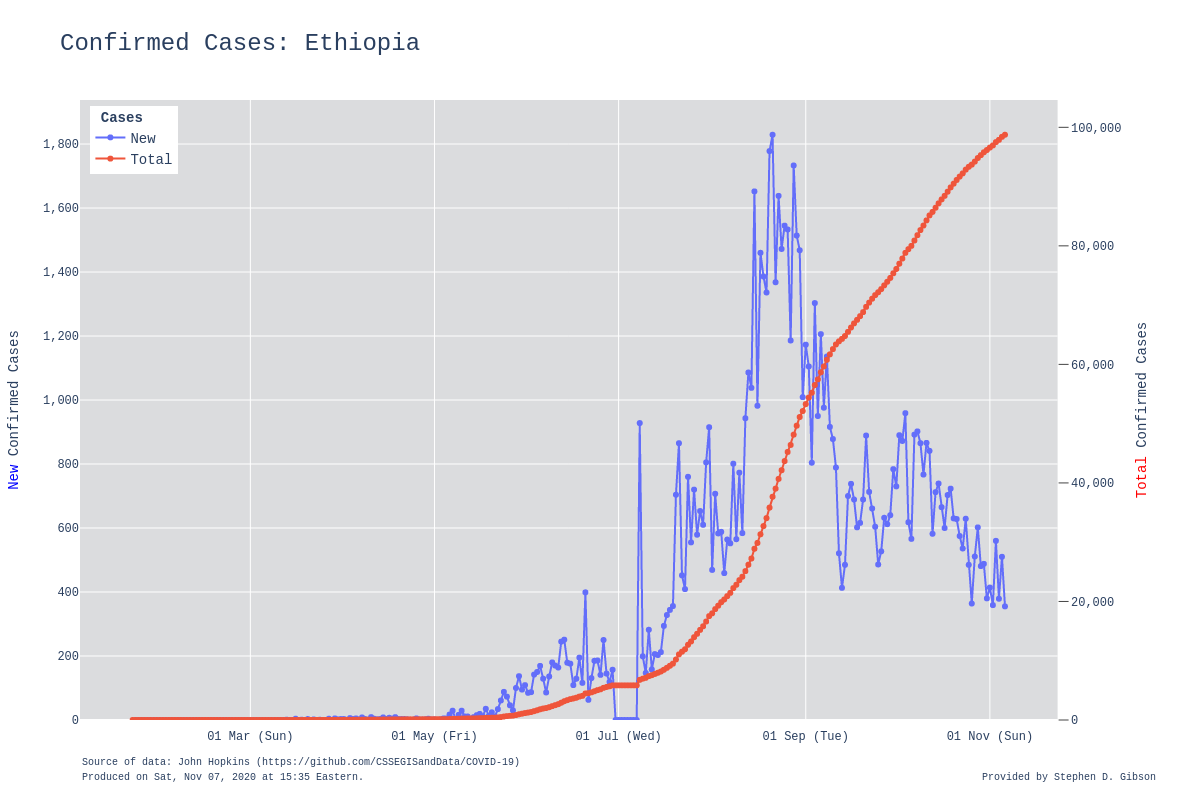 Confirmed Cases: Ethiopia
Cases
New
Total
1,800
1,600
1,400
1,200
1,000
800
600
400
200
0
100,000
80,000
60,000
40,000
20,000
0
New Confirmed Cases
Total Confirmed Cases
01 Mar (Sun)
01 May (Fri)
01 Jul (Wed)
01 Sep (Tue)
01 Nov (Sun)
Source of data: John Hopkins (https://github.com/CSSEGISandData/COVID-19)
Produced on Sat, Nov 07, 2020 at 15:35 Eastern.
Provided by Stephen D. Gibson